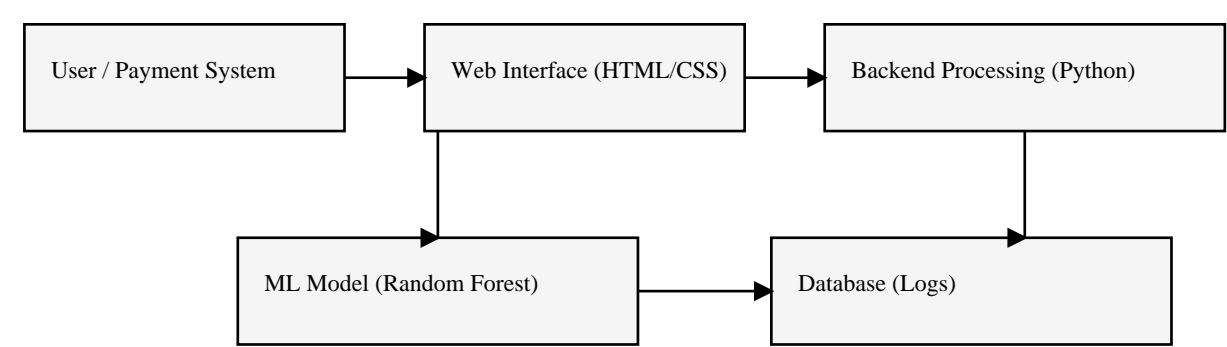 User / Payment System
Web Interface (HTML/CSS)
Backend Processing (Python)
ML Model (Random Forest)
Database (Logs)